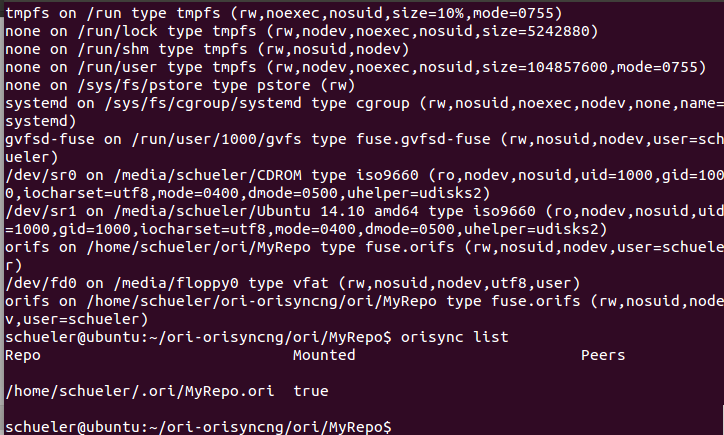 tmpfs on /run type tmpfs (rw,noexec,nosuid,size=10%,mode=0755)
none on /run/lock type tmpfs (rw,nodev,noexec,nosuid,size=5242880)
none on /run/shm type tmpfs (rw,nosuid,nodev)
none on /run/user type tmpfs (rw,nodev,noexec,nosuid,size=104857600,mode=0755)
none on /sys/fs/pstore type pstore (rw)
systemd on /sys/fs/cgroup/systemd type cgroup (rw,nosuid,noexec,nodev,none,name=
systemd)
gvfsd-fuse on /run/user/1000/gvfs type fuse.gvfsd-fuse (rw,nosuid,nodev,user=sch
ueler)
/dev/sr0 on /media/schueler/CDROM type iso9660 (ro,nodev,nosuid,uid=1000,gid=100
0,iocharset=utf8,mode=0400,dmode=0500,uhelper=udisks2)
/dev/sr1 on /media/schueler/Ubuntu 14.10 amd64 type iso9660 (ro,nodev,nosuid,uid
=1000,gid=1000,iocharset=utf8,mode=0400,dmode=0500,uhelper=udisks2)
orifs on /home/schueler/ori/MyRepo type fuse.orifs (rw,nosuid,nodev,user=schuele
r)
/dev/fd0 on /media/floppy0 type vfat (rw,nosuid,nodev,utf8,user)
orifs on /home/schueler/ori-orisyncng/ori/MyRepo type fuse.orifs (rw,nosuid,node
v,user=schueler)
schueler@ubuntu:~/ori-orisyncng/ori/MyRepo$ orisync list
Repo Mounted Peers
/home/schueler/.ori/MyRepo.ori true
schueler@ubuntu:~/ori-orisyncng/ori/MyRepo$